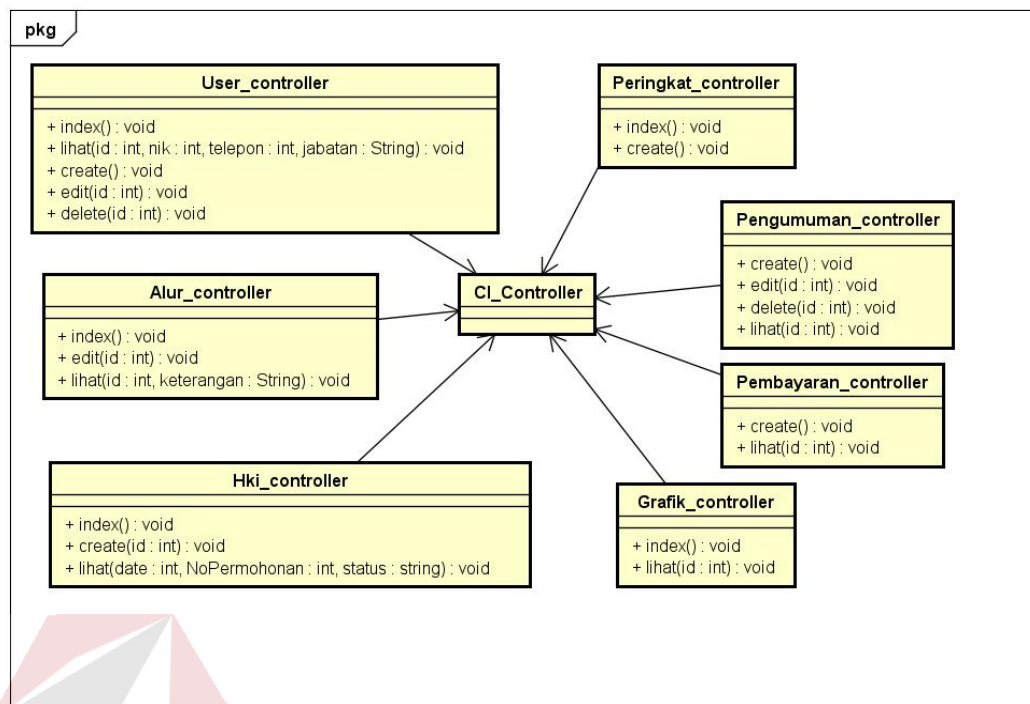 pkg
User_controller
+ index() : void
+ lihat(id : int, nik : int, telepon : int, jabatan : String) : void
+ create() : void
+ edit(id : int) : void
+ delete(id : int) : void
Peringkat_controller
+ index() : void
+ create() : void
Pengumuman_controller
+ create() : void
+ edit(id : int) : void
+ delete(id : int) : void
+ lihat(id : int) : void
Alur_controller
+ index() : void
+ edit(id : int) : void
+ lihat(id : int, keterangan : String) : void
CI_Controller
Pembayaran_controller
+ create() : void
+ lihat(id : int) : void
Hki_controller
+ index() : void
+ create(id : int) : void
+ lihat(date : int, NoPermohonan : int, status : string) : void
Grafik_controller
+ index() : void
+ lihat(id : int) : void